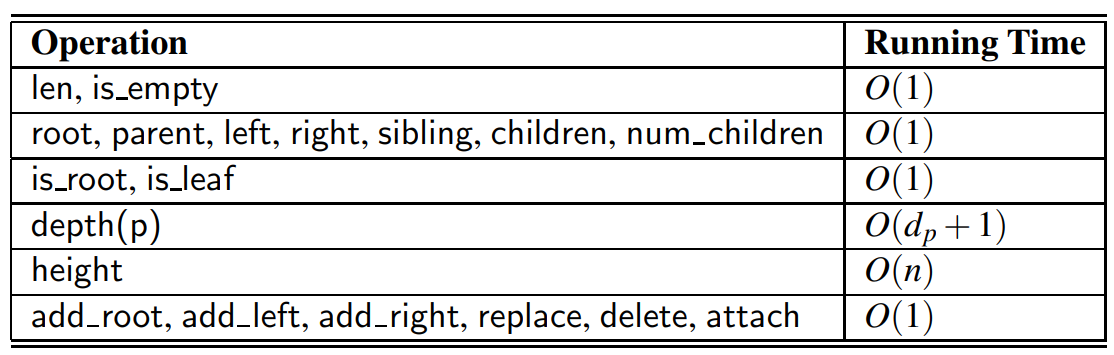 Operation Running Time
len, is_empty O(1)
root, parent, left, right, sibling, children, num_children O(1)
is_root, is_leaf O(1)
depth(p) O(dₚ + 1)
height O(n)
add_root, add_left, add_right, replace, delete, attach O(1)